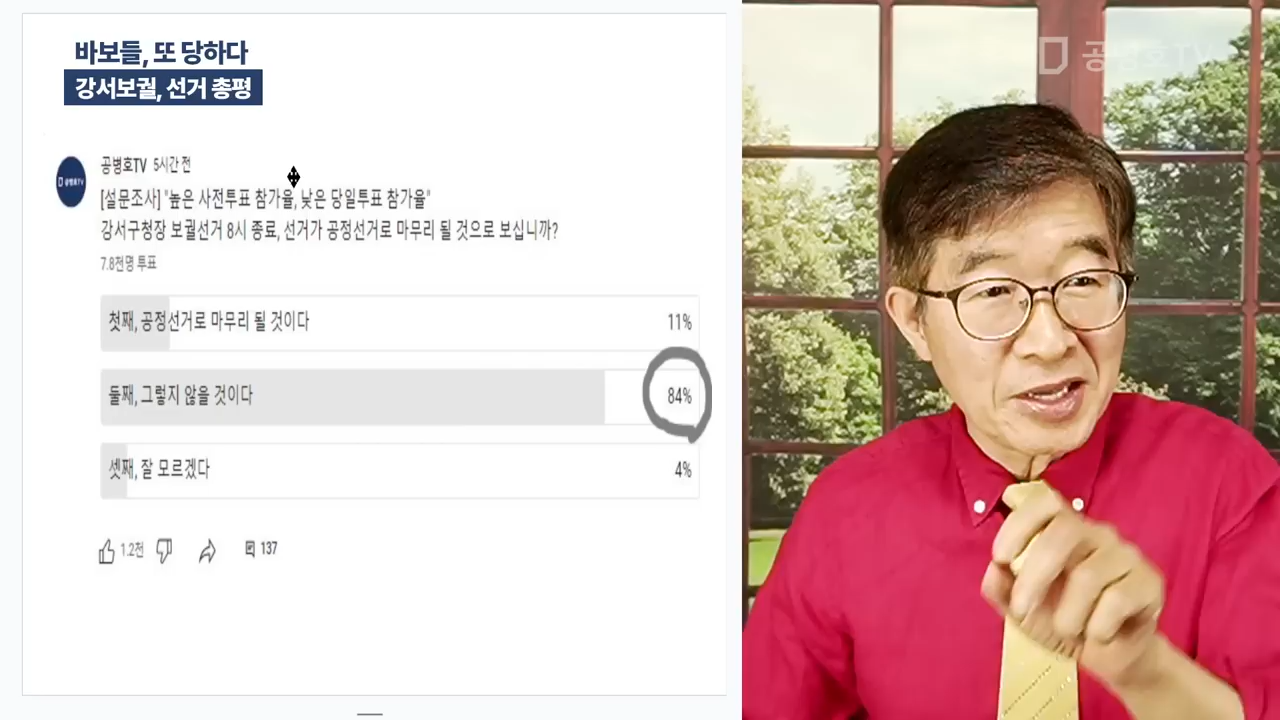 바보들, 또 당하다
강서보궐, 선거 총평
공병호TV
공병호TV 5시간 전
[설문조사] "높은 사전투표 참가율, 낮은 당일투표 참가율"
강서구청장 보궐선거 8시 종료, 선거가 공정선거로 마무리 될 것으로 보십니까?
7.8천명 투표
첫째, 공정선거로 마무리 될 것이다 11%
둘째, 그렇지 않을 것이다 84%
셋째, 잘 모르겠다 4%
1.2천 137
공병호TV